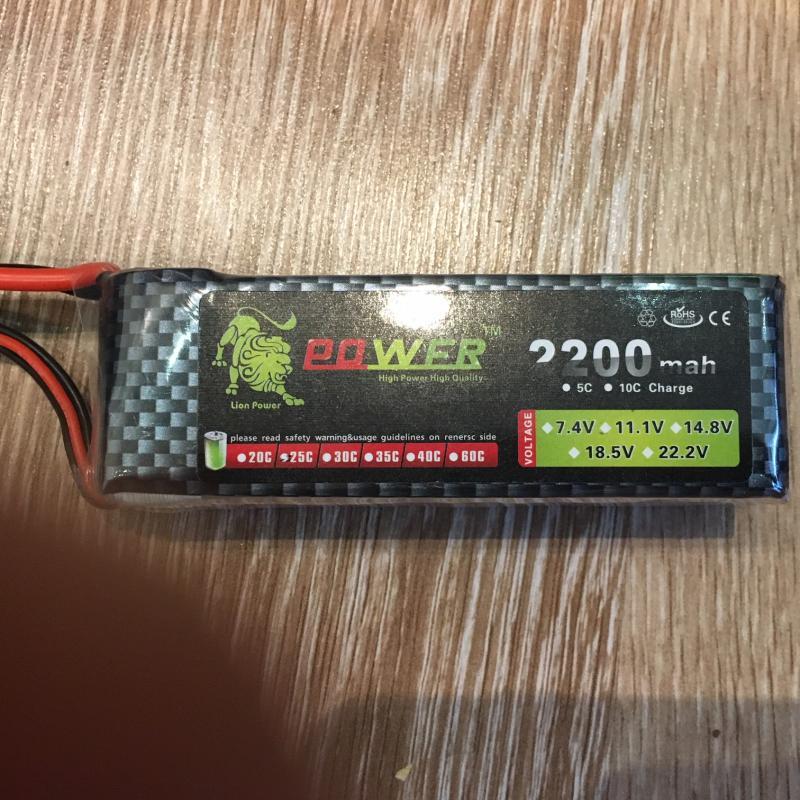 POWER TM
High Power High Quality
Lion Power
2200 mah
5C 10C Charge
RoHS CE
please read safety warning&usage guidelines on renersc side
20C 25C 30C 35C 40C 60C
VOLTAGE
7.4V 11.1V 14.8V
18.5V 22.2V